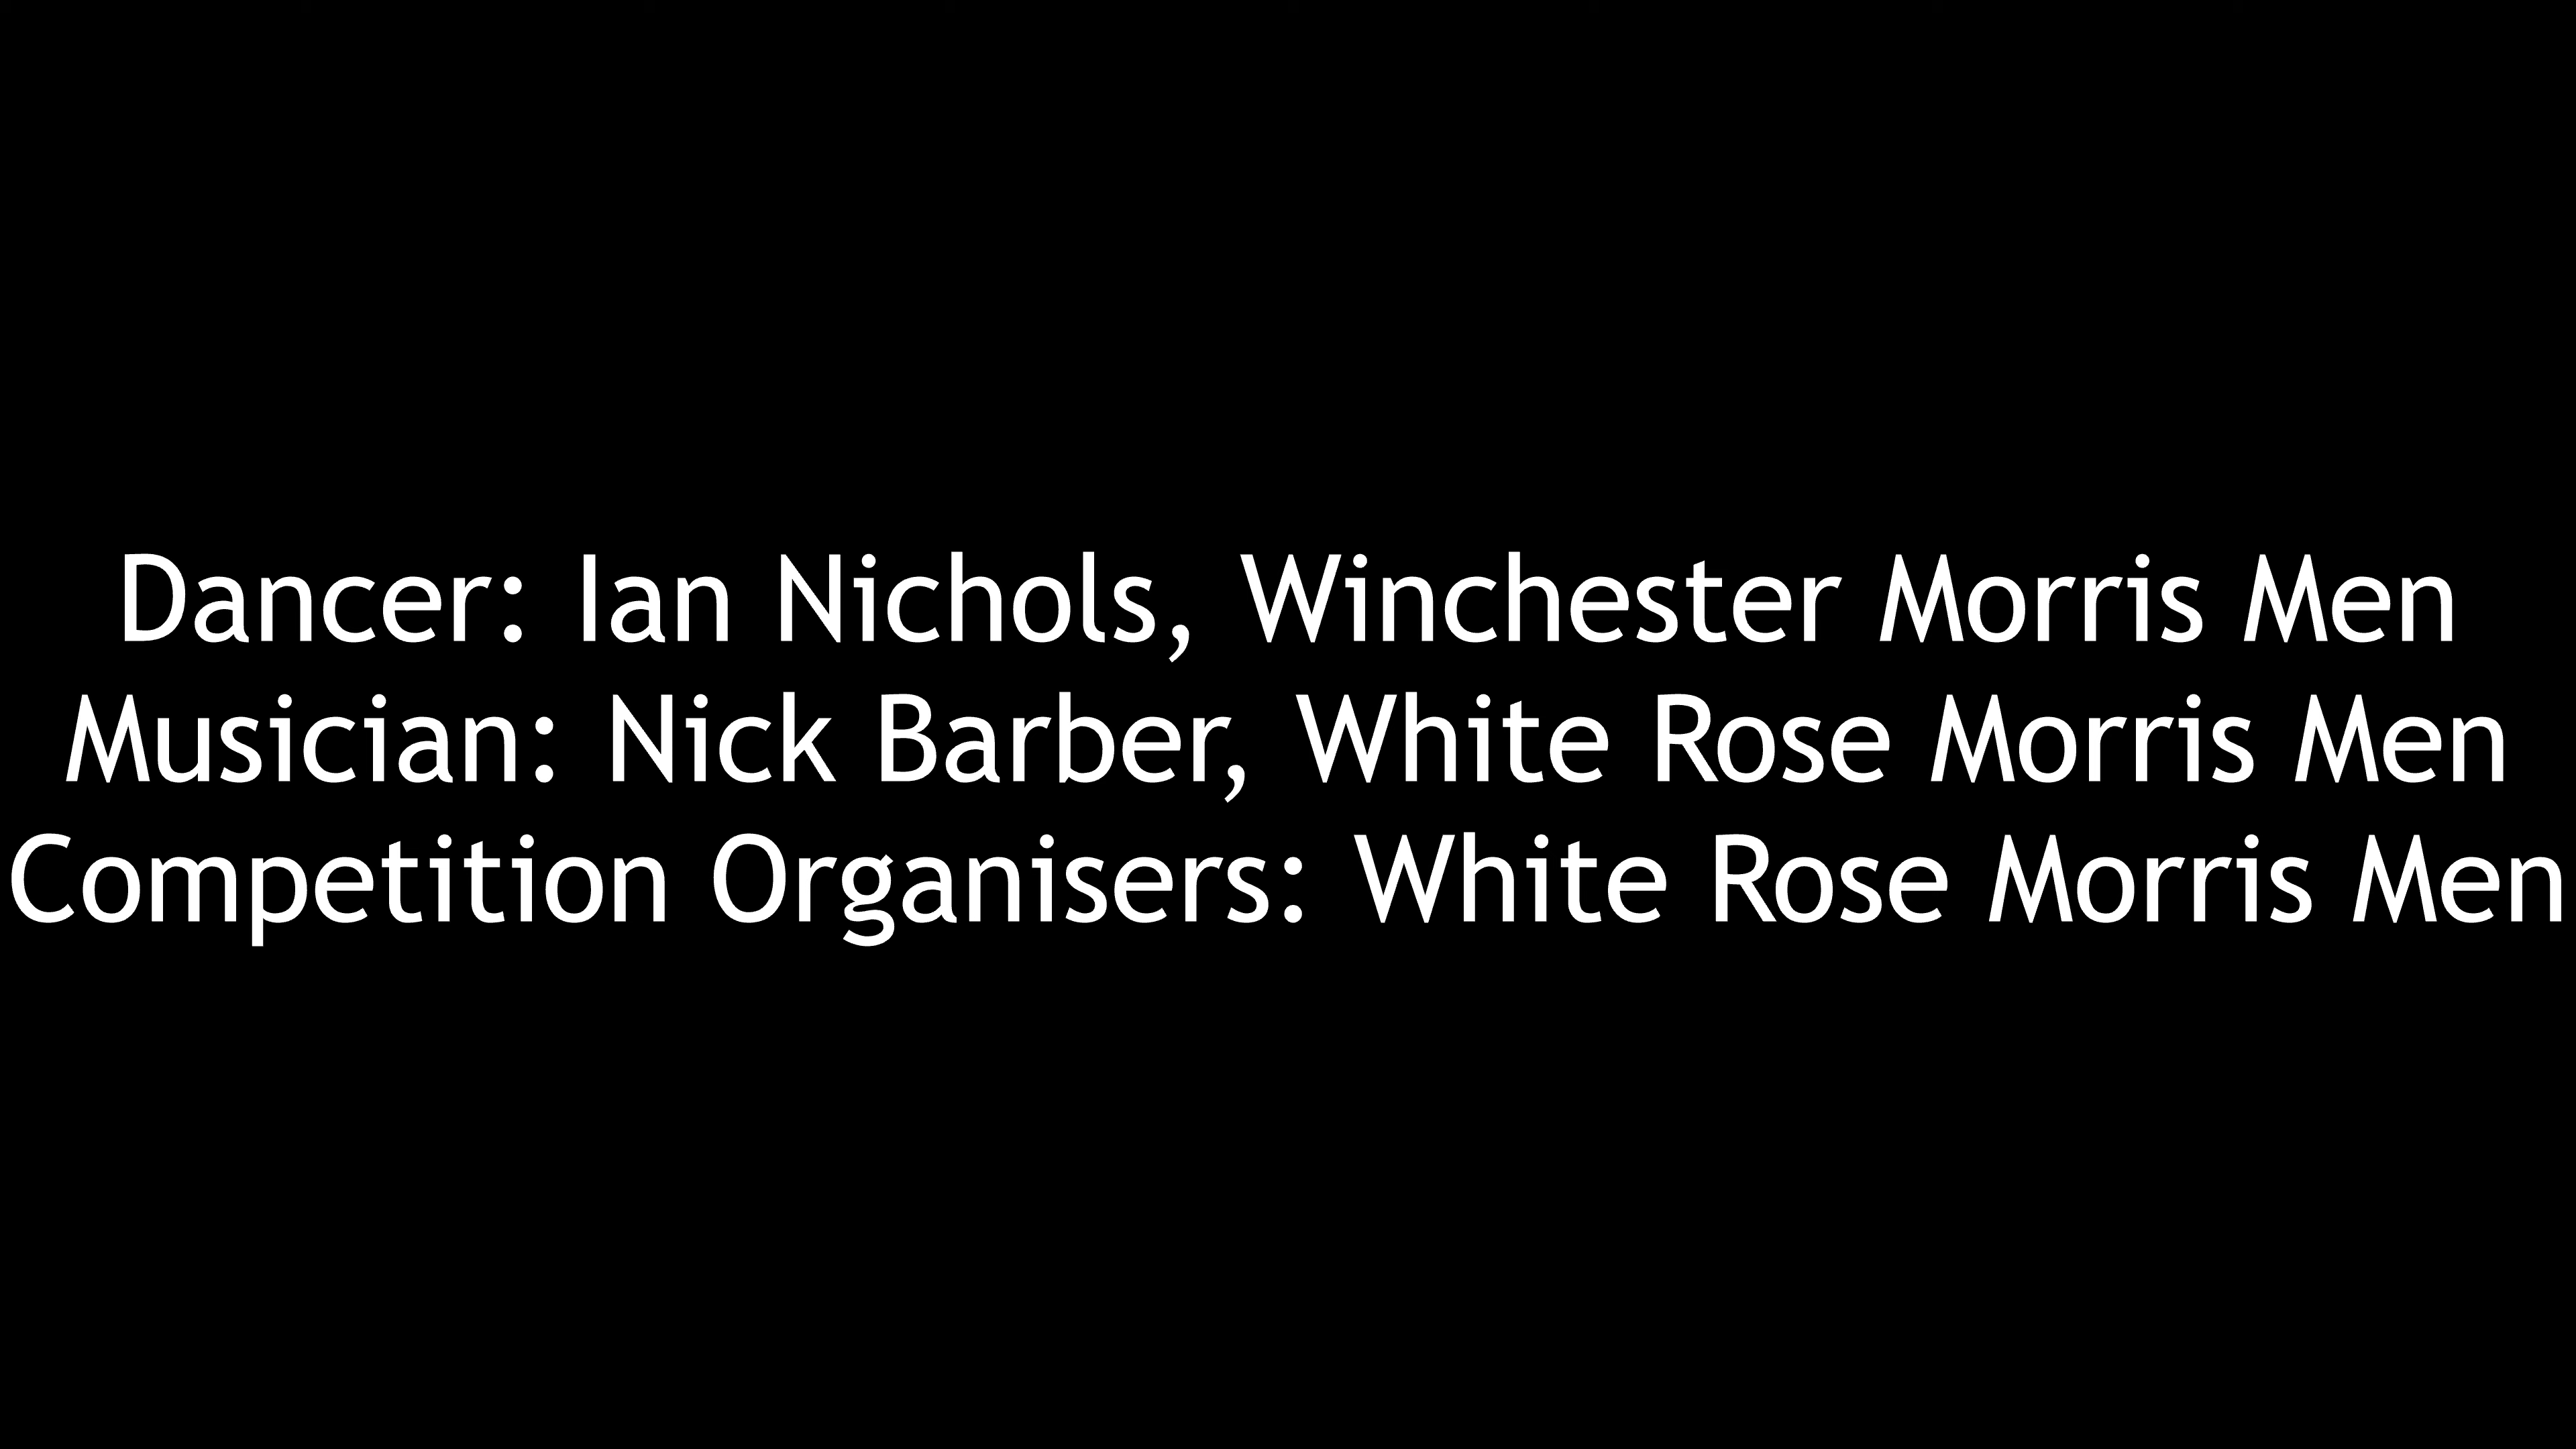 Dancer: Ian Nichols, Winchester Morris Men
Musician: Nick Barber, White Rose Morris Men
Competition Organisers: White Rose Morris Men